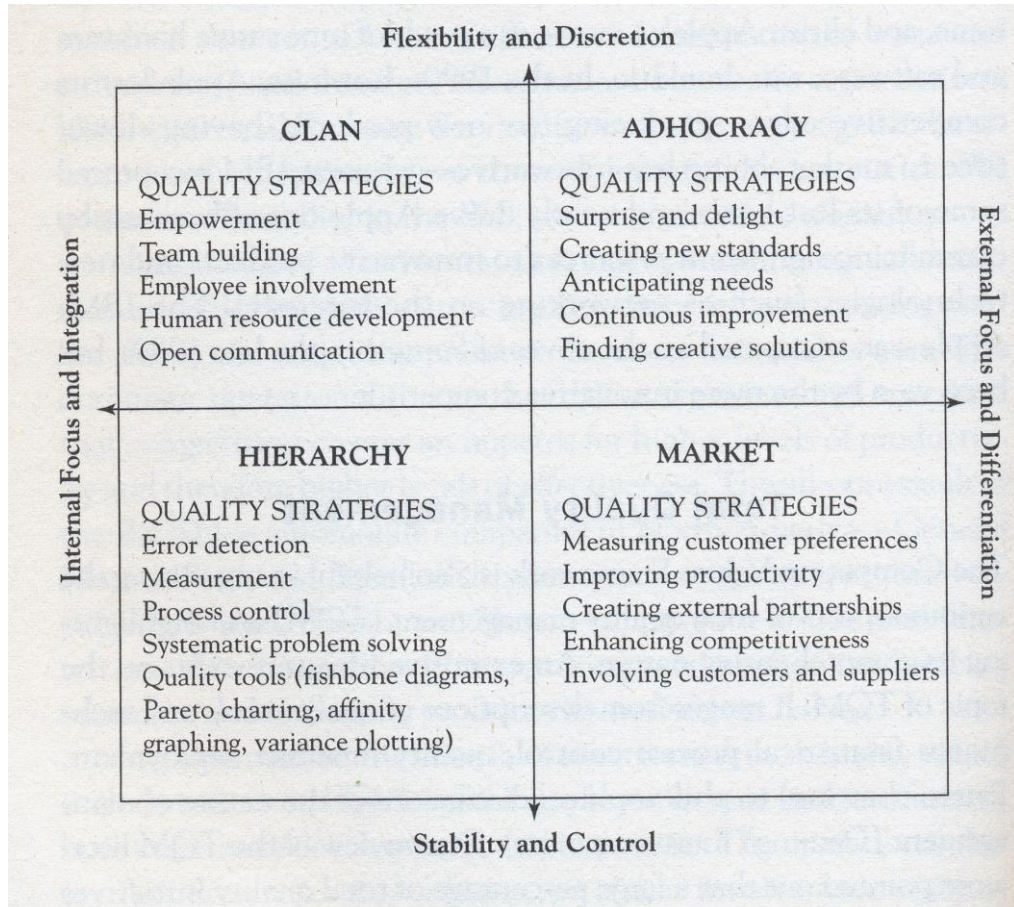 Flexibility and Discretion
CLAN
QUALITY STRATEGIES
Empowerment
Team building
Employee involvement
Human resource development
Open communication
ADHOCRACY
QUALITY STRATEGIES
Surprise and delight
Creating new standards
Anticipating needs
Continuous improvement
Finding creative solutions
Internal Focus and Integration
External Focus and Differentiation
HIERARCHY
QUALITY STRATEGIES
Error detection
Measurement
Process control
Systematic problem solving
Quality tools (fishbone diagrams,
Pareto charting, affinity
graphing, variance plotting)
MARKET
QUALITY STRATEGIES
Measuring customer preferences
Improving productivity
Creating external partnerships
Enhancing competitiveness
Involving customers and suppliers
Stability and Control